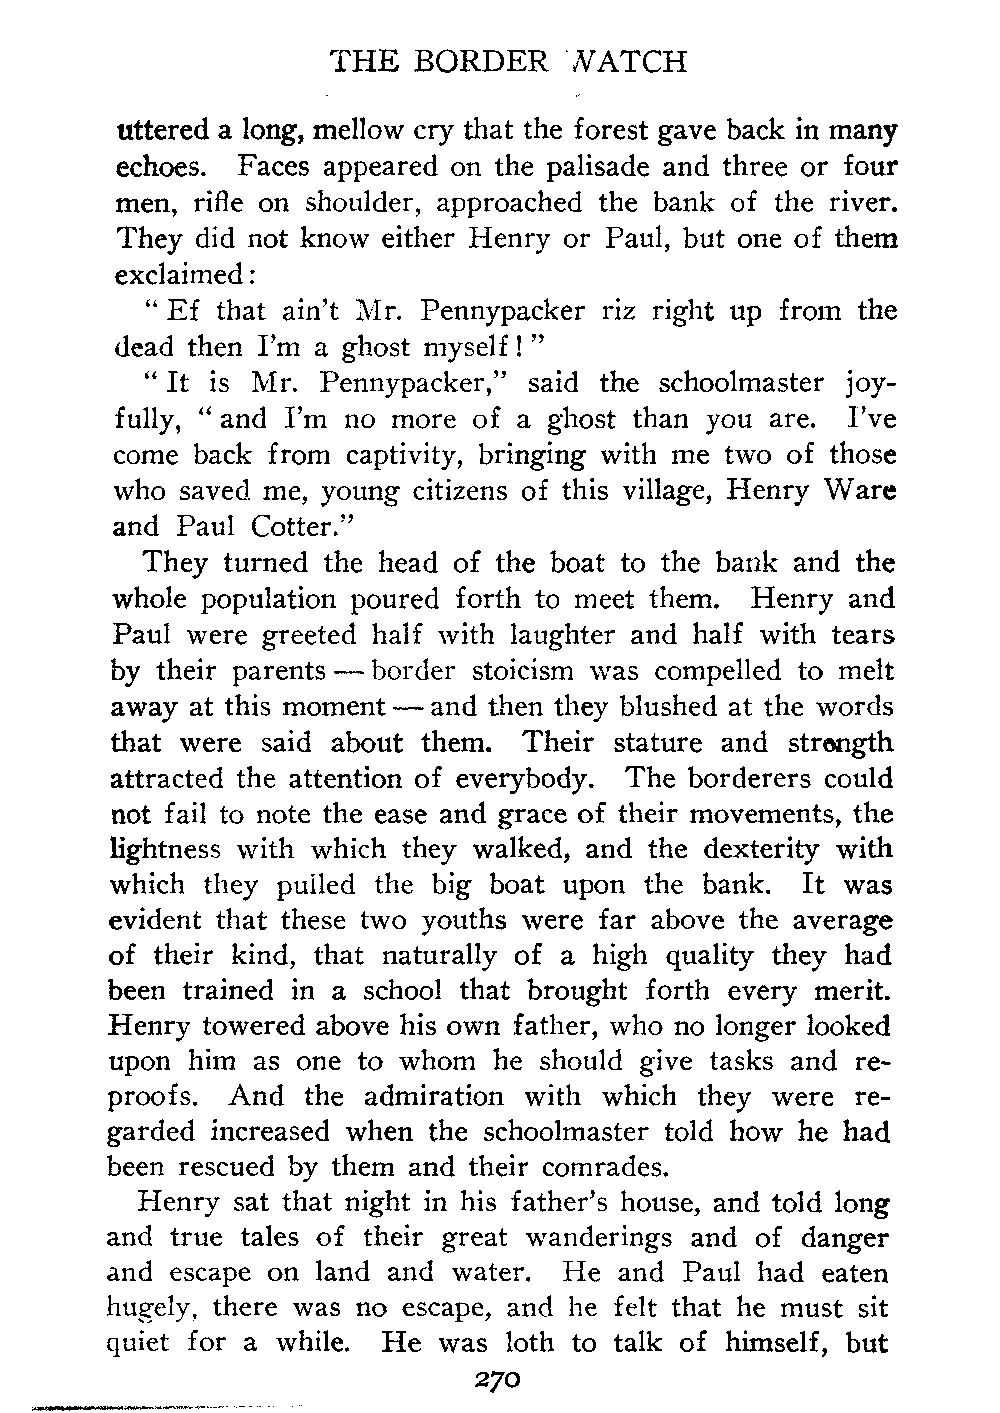 THE BORDER WATCH
uttered a long, mellow cry that the forest gave back in many
echoes. Faces appeared on the palisade and three or four
men, rifle on shoulder, approached the bank of the river.
They did not know either Henry or Paul, but one of them
exclaimed:
“ Ef that ain't Mr. Pennypacker riz right up from the
dead then I'm a ghost myself! ”
“ It is Mr. Pennypacker,” said the schoolmaster joy-
fully, “ and I'm no more of a ghost than you are. I've
come back from captivity, bringing with me two of those
who saved me, young citizens of this village, Henry Ware
and Paul Cotter.”
They turned the head of the boat to the bank and the
whole population poured forth to meet them. Henry and
Paul were greeted half with laughter and half with tears
by their parents — border stoicism was compelled to melt
away at this moment — and then they blushed at the words
that were said about them. Their stature and strength
attracted the attention of everybody. The borderers could
not fail to note the ease and grace of their movements, the
lightness with which they walked, and the dexterity with
which they pulled the big boat upon the bank. It was
evident that these two youths were far above the average
of their kind, that naturally of a high quality they had
been trained in a school that brought forth every merit.
Henry towered above his own father, who no longer looked
upon him as one to whom he should give tasks and re-
proofs. And the admiration with which they were re-
garded increased when the schoolmaster told how he had
been rescued by them and their comrades.
Henry sat that night in his father's house, and told long
and true tales of their great wanderings and of danger
and escape on land and water. He and Paul had eaten
hugely, there was no escape, and he felt that he must sit
quiet for a while. He was loth to talk of himself, but
270